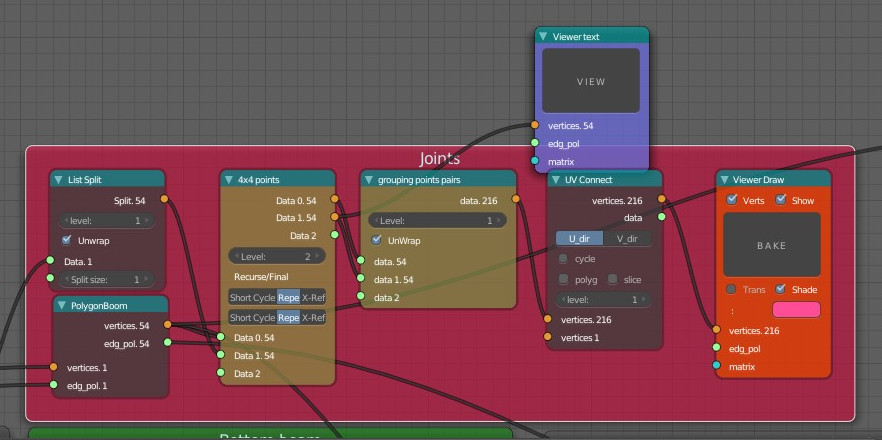 Viewer text
VIEW
vertices. 54
edg_pol
matrix
Joints
List Split
Split. 54
level: 1
Unwrap
Data. 1
Split size: 1
PolygonBoom
vertices. 54
edg_pol. 54
vertices. 1
edg_pol. 1
4x4 points
Data 0. 54
Data 1. 54
Data 2
Level: 2
Recurse/Final
Short Cycle Repe X-Ref
Short Cycle Repe X-Ref
Data 0. 54
Data 1. 54
Data 2
grouping points pairs
data. 216
Level: 1
UnWrap
data. 54
data 1. 54
data 2
UV Connect
vertices. 216
data
U_dir V_dir
cycle
polyg slice
level: 1
vertices. 216
vertices 1
Viewer Draw
Verts Show
BAKE
Trans Shade
:
vertices. 216
edg_pol
matrix
Bottom boom